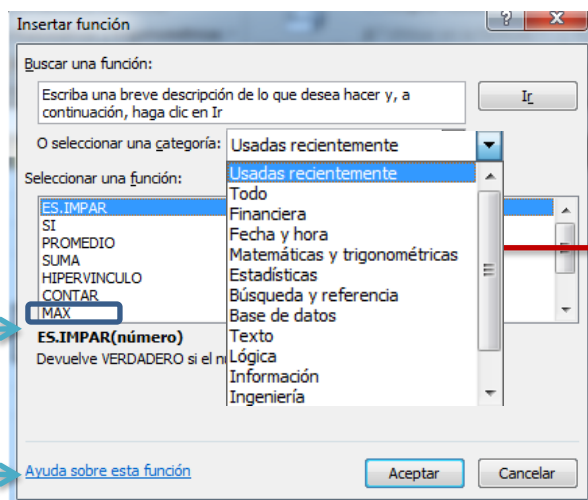 Insertar función
Buscar una función:
Escriba una breve descripción de lo que desea hacer y, a
continuación, haga clic en Ir
Ir
O seleccionar una categoría: Usadas recientemente
Usadas recientemente
Todo
Financiera
Fecha y hora
Matemáticas y trigonométricas
Estadísticas
Búsqueda y referencia
Base de datos
Texto
Lógica
Información
Ingeniería
Seleccionar una función:
ES.IMPAR
SI
PROMEDIO
SUMA
HIPERVINCULO
CONTAR
MAX
ES.IMPAR(número)
Devuelve VERDADERO si el
Ayuda sobre esta función
Aceptar
Cancelar